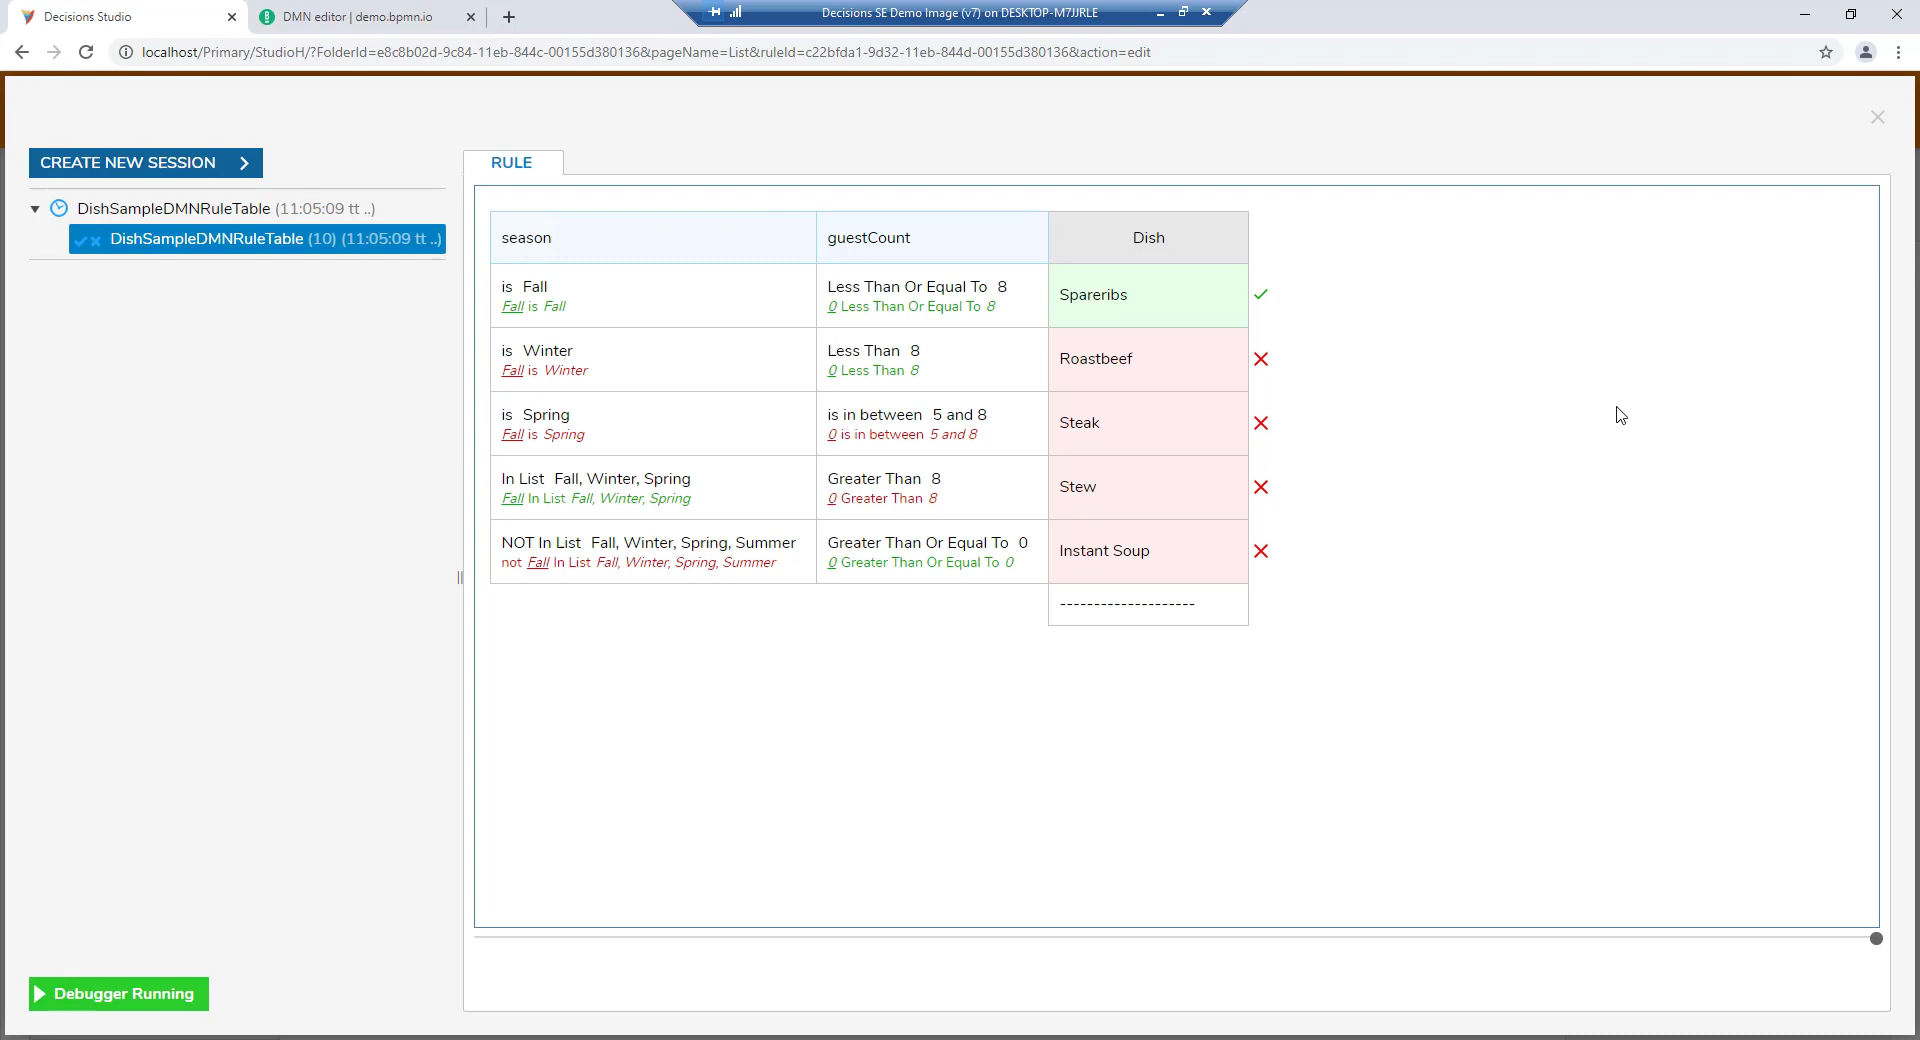 Decisions Studio
DMN editor | demo.bpmn.io
Decisions SE Demo Image (v7) on DESKTOP-M7JJRLE
localhost/Primary/StudioH/?FolderId=e8c8b02d-9c84-11eb-844c-00155d380136&pageName=List&ruleId=c22bfda1-9d32-11eb-844d-00155d380136&action=edit
CREATE NEW SESSION
DishSampleDMNRuleTable (11:05:09 tt ..)
DishSampleDMNRuleTable (10) (11:05:09 tt ..)
RULE
season guestCount Dish
is Fall Less Than Or Equal To 8
Fall is Fall 0 Less Than Or Equal To 8
Spareribs
is Winter Less Than 8
Fall is Winter 0 Less Than 8
Roastbeef
is Spring is in between 5 and 8
Fall is Spring 0 is in between 5 and 8
Steak
In List Fall, Winter, Spring Greater Than 8
Fall In List Fall, Winter, Spring 0 Greater Than 8
Stew
NOT In List Fall, Winter, Spring, Summer Greater Than Or Equal To 0
not Fall In List Fall, Winter, Spring, Summer 0 Greater Than Or Equal To 0
Instant Soup
--------------------
Debugger Running